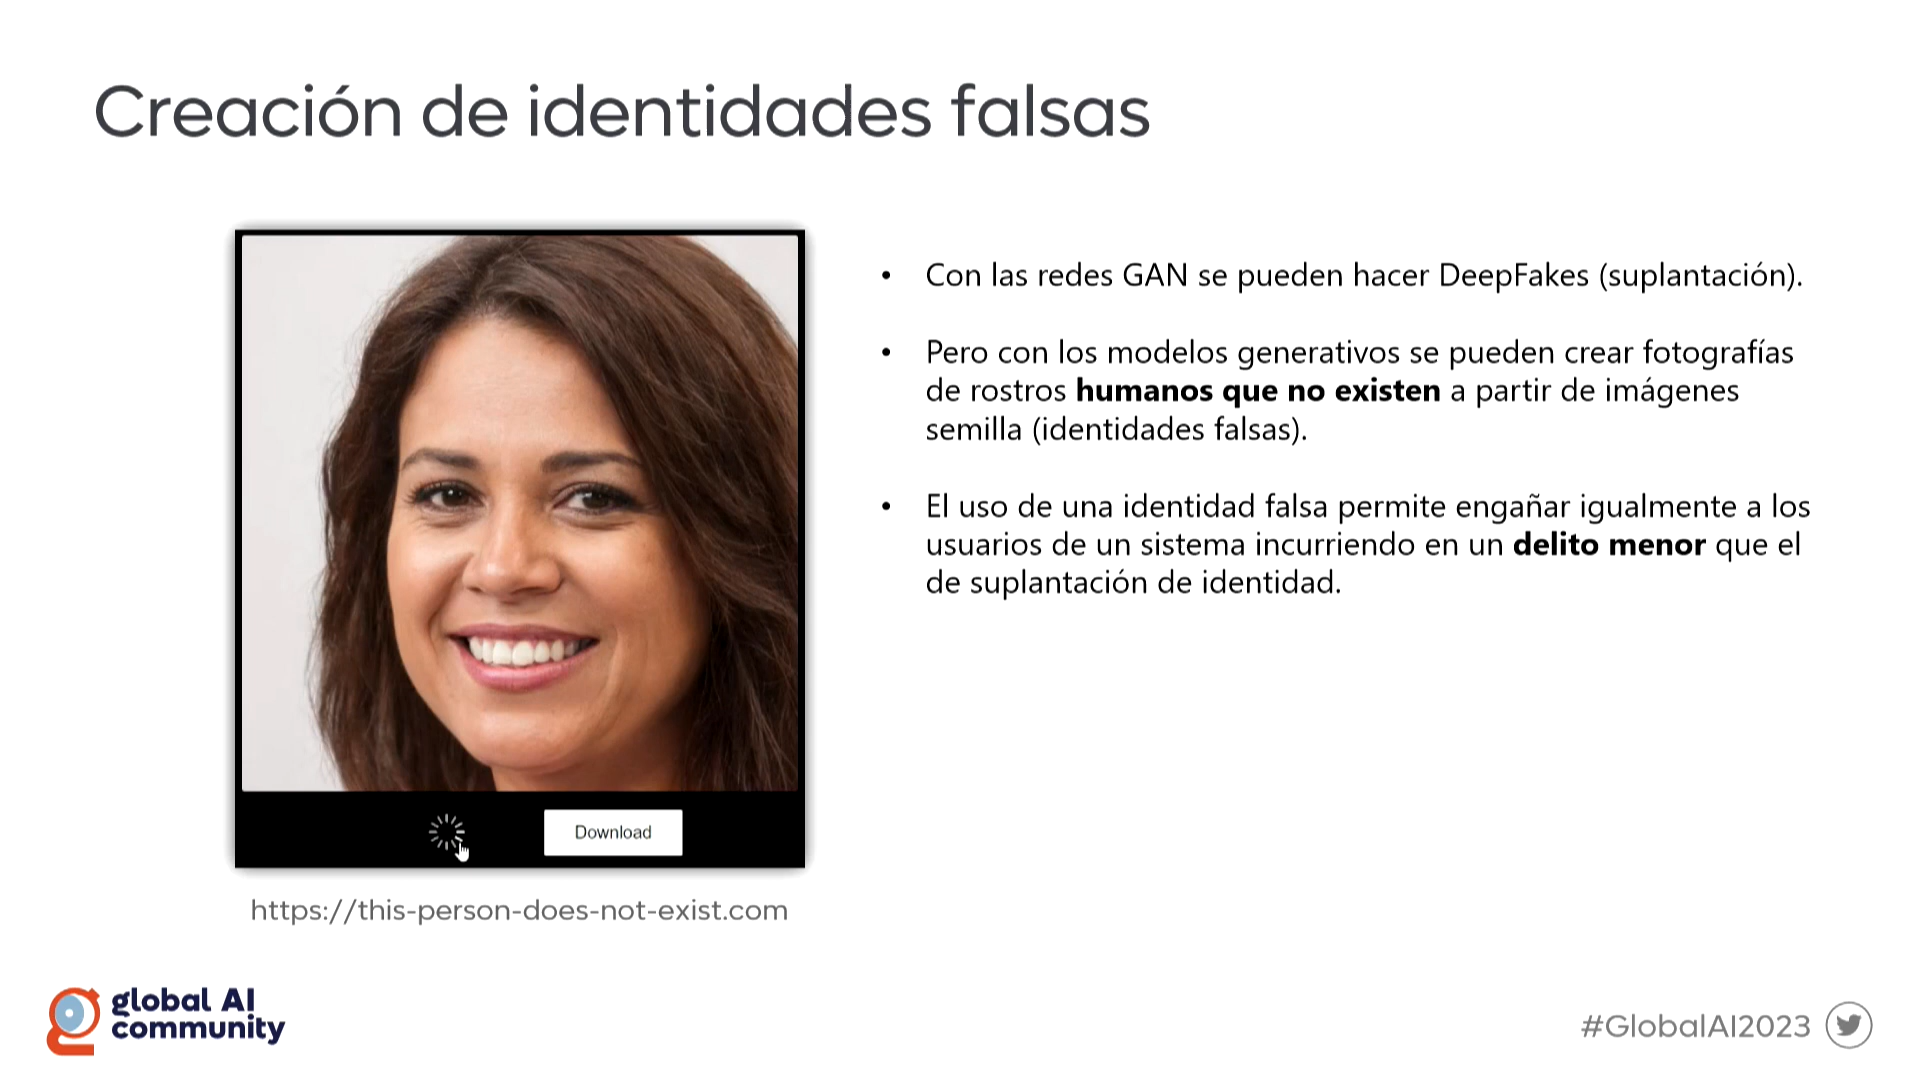 Creación de identidades falsas
• Con las redes GAN se pueden hacer DeepFakes (suplantación).
• Pero con los modelos generativos se pueden crear fotografías
de rostros humanos que no existen a partir de imágenes
semilla (identidades falsas).
• El uso de una identidad falsa permite engañar igualmente a los
usuarios de un sistema incurriendo en un delito menor que el
de suplantación de identidad.
Download
https://this-person-does-not-exist.com
global AI
community
#GlobalAI2023